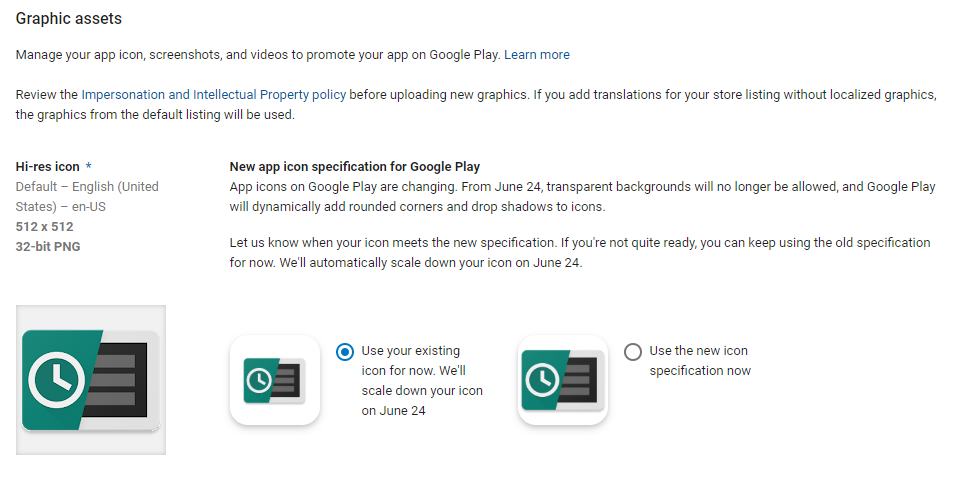 Graphic assets
Manage your app icon, screenshots, and videos to promote your app on Google Play. Learn more
Review the Impersonation and Intellectual Property policy before uploading new graphics. If you add translations for your store listing without localized graphics,
the graphics from the default listing will be used.
Hi-res icon *
Default – English (United
States) – en-US
512 x 512
32-bit PNG
New app icon specification for Google Play
App icons on Google Play are changing. From June 24, transparent backgrounds will no longer be allowed, and Google Play
will dynamically add rounded corners and drop shadows to icons.
Let us know when your icon meets the new specification. If you're not quite ready, you can keep using the old specification
for now. We'll automatically scale down your icon on June 24.
Use your existing
icon for now. We'll
scale down your icon
on June 24
Use the new icon
specification now